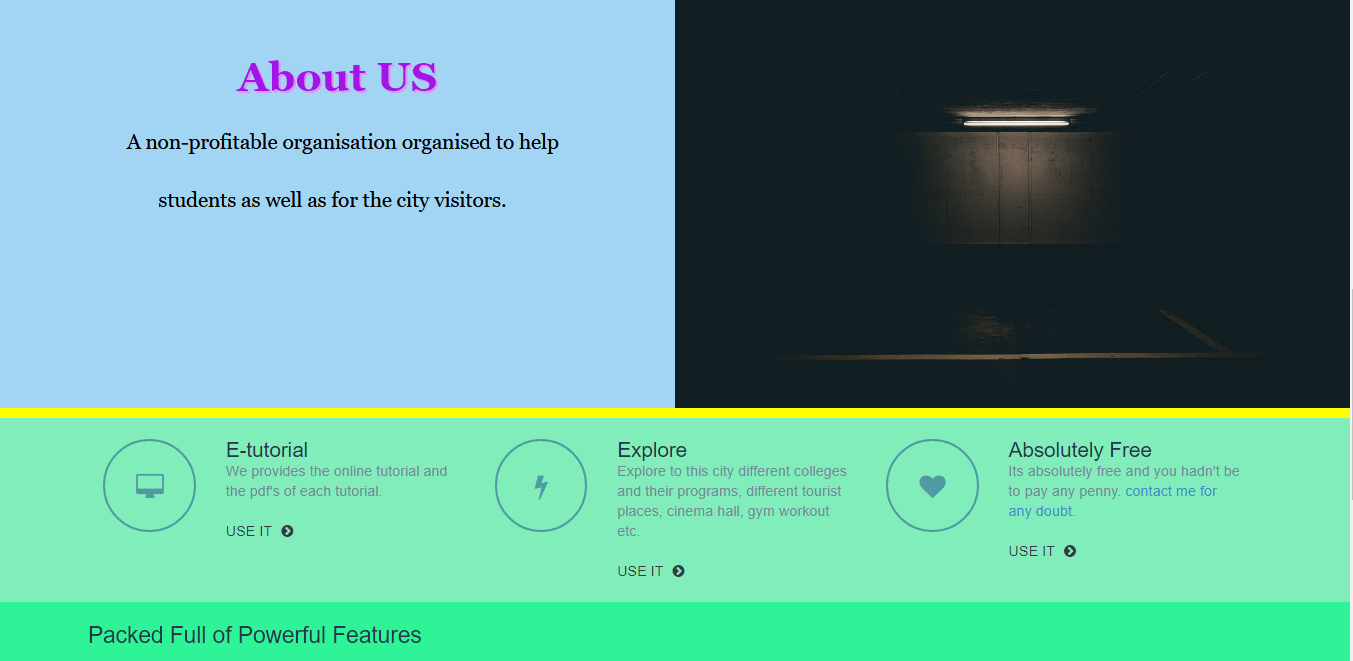 About US
A non-profitable organisation organised to help
students as well as for the city visitors.
E-tutorial
We provides the online tutorial and
the pdf's of each tutorial.
USE IT
Explore
Explore to this city different colleges
and their programs, different tourist
places, cinema hall, gym workout
etc.
USE IT
Absolutely Free
Its absolutely free and you hadn't be
to pay any penny. contact me for
any doubt.
USE IT
Packed Full of Powerful Features